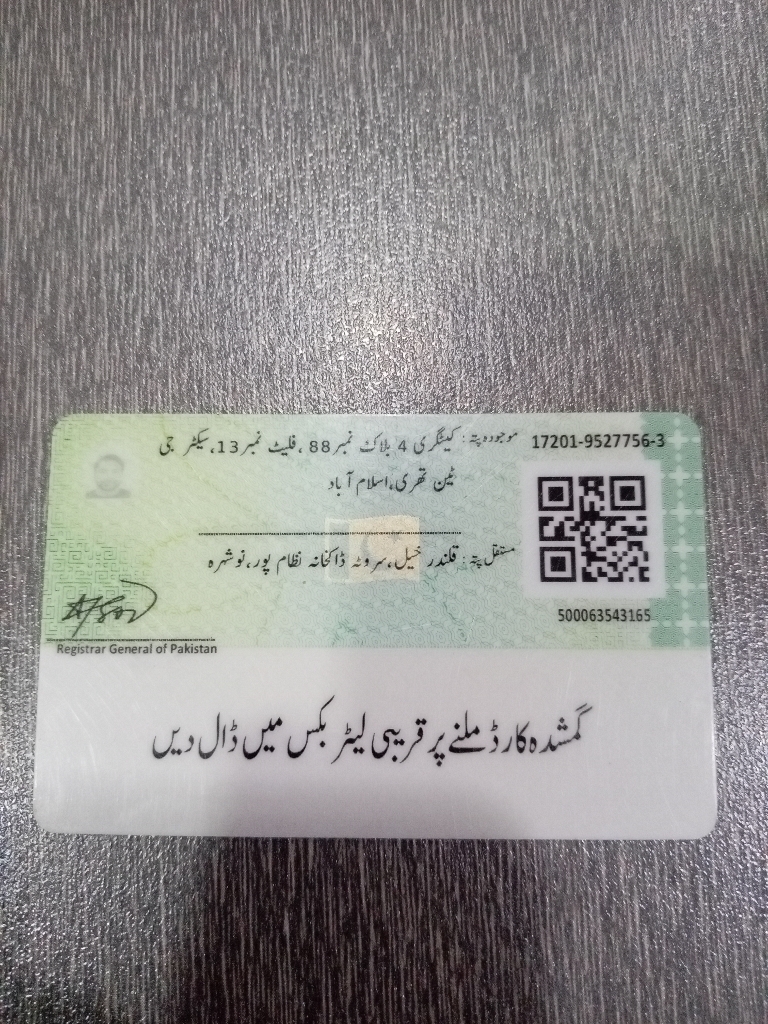 موجودہ پتہ: کیٹگری 4 بلاک نمبر 88 ،فلیٹ نمبر 13، سیکٹر جی
ٹین تھری، اسلام آباد
17201-9527756-3
مستقل پتہ: قلندر خیل، سروٹہ ڈاکخانہ نظام پور، نوشہرہ
500063543165
Registrar General of Pakistan
گمشدہ کارڈ ملنے پر قریبی لیٹر بکس میں ڈال دیں